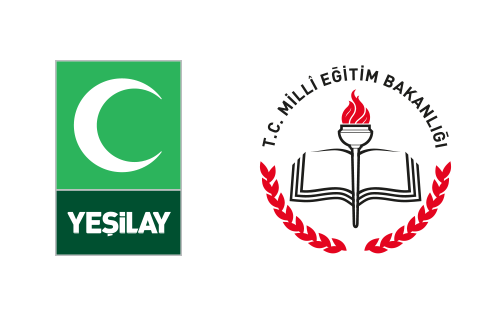 YEŞİLAY
T.C. MİLLÎ EĞİTİM BAKANLIĞI